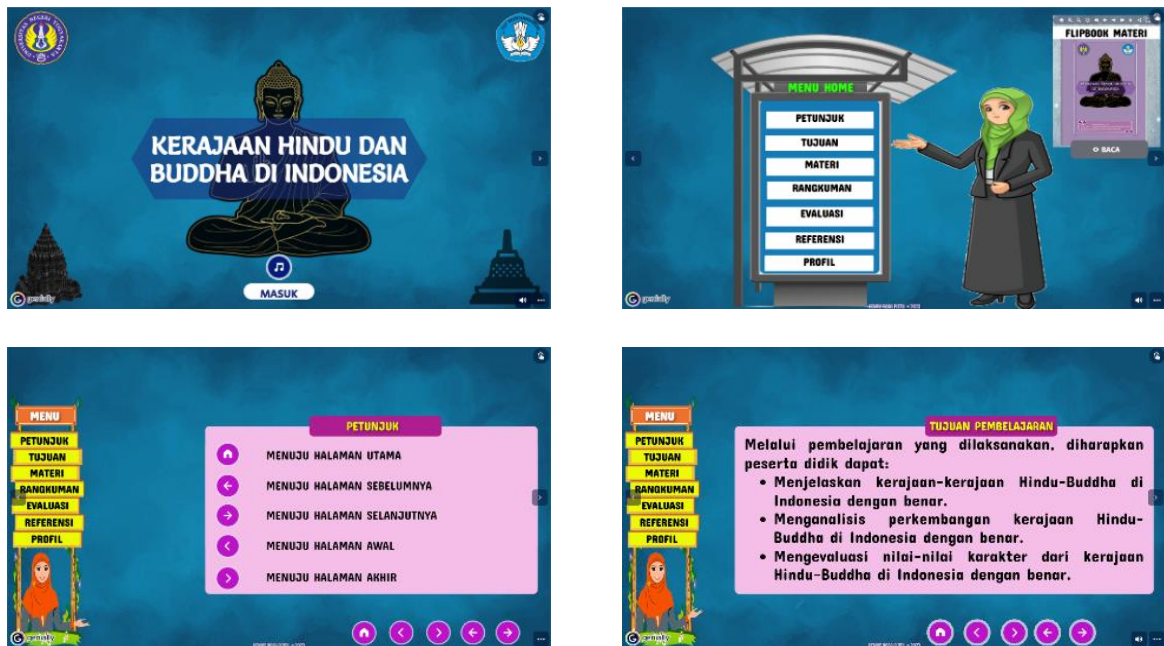 KERAJAAN HINDU DAN
BUDDHA DI INDONESIA
MASUK
genially
MENU HOME
PETUNJUK
TUJUAN
MATERI
RANGKUMAN
EVALUASI
REFERENSI
PROFIL
FLIPBOOK MATERI
BACA
genially
MENU
PETUNJUK
TUJUAN
MATERI
RANGKUMAN
EVALUASI
REFERENSI
PROFIL
PETUNJUK
MENUJU HALAMAN UTAMA
MENUJU HALAMAN SEBELUMNYA
MENUJU HALAMAN SELANJUTNYA
MENUJU HALAMAN AWAL
MENUJU HALAMAN AKHIR
genially
MENU
PETUNJUK
TUJUAN
MATERI
RANGKUMAN
EVALUASI
REFERENSI
PROFIL
TUJUAN PEMBELAJARAN
Melalui pembelajaran yang dilaksanakan, diharapkan
peserta didik dapat:
• Menjelaskan kerajaan-kerajaan Hindu-Buddha di
Indonesia dengan benar.
• Menganalisis perkembangan kerajaan Hindu-
Buddha di Indonesia dengan benar.
• Mengevaluasi nilai-nilai karakter dari kerajaan
Hindu-Buddha di Indonesia dengan benar.
genially